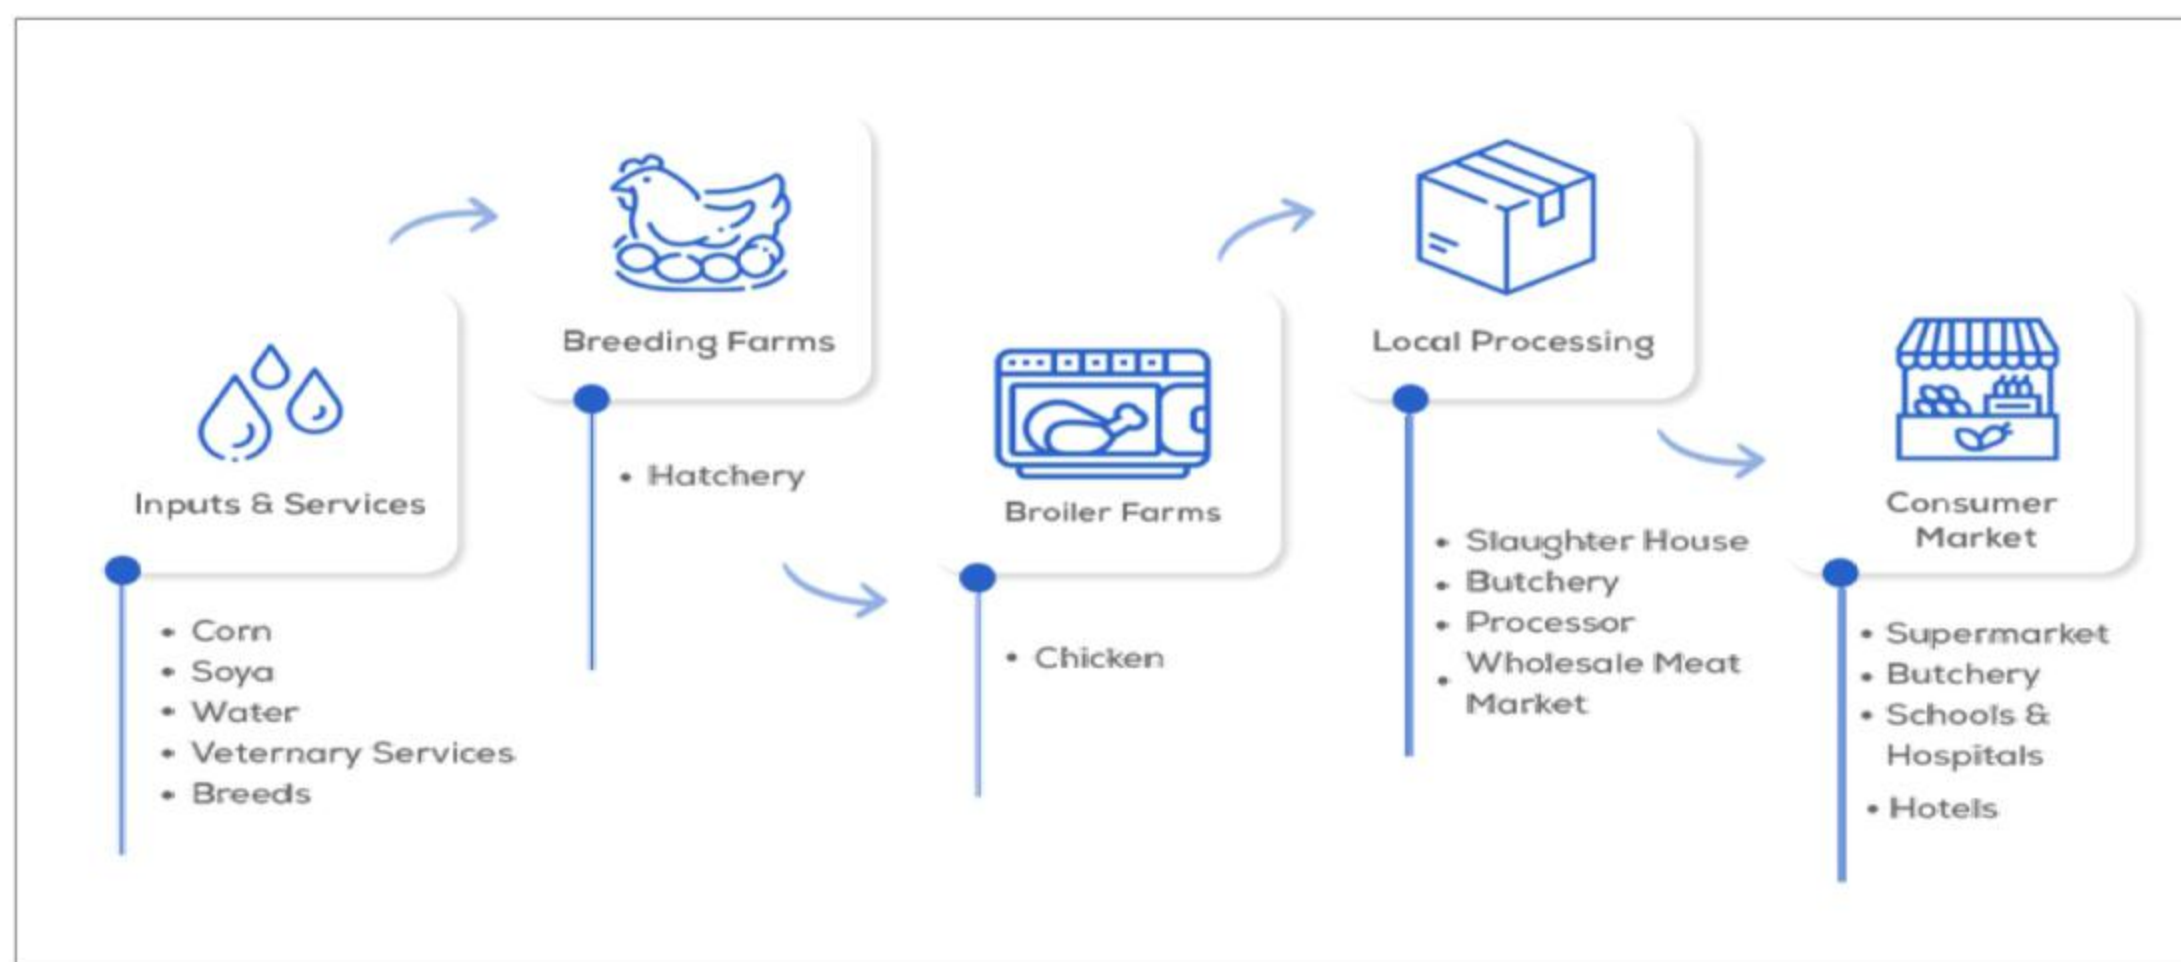 Inputs & Services
• Corn
• Soya
• Water
• Veternary Services
• Breeds
Breeding Farms
• Hatchery
Broiler Farms
• Chicken
Local Processing
• Slaughter House
• Butchery
• Processor
• Wholesale Meat
Market
Consumer
Market
• Supermarket
• Butchery
• Schools &
Hospitals
• Hotels